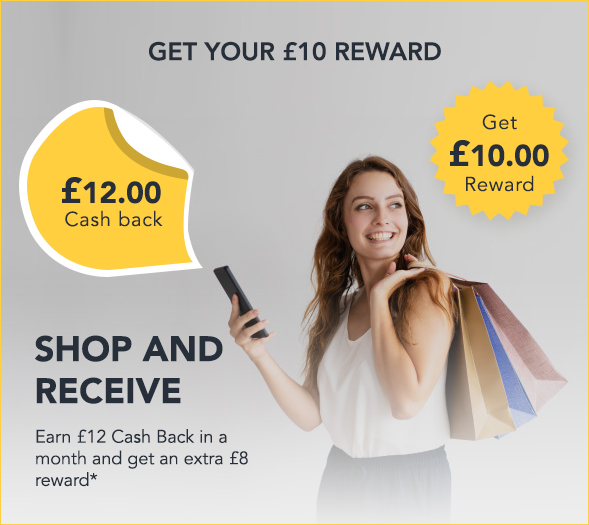 GET YOUR £10 REWARD
£12.00
Cash back
Get
£10.00
Reward
SHOP AND
RECEIVE
Earn £12 Cash Back in a
month and get an extra £8
reward*